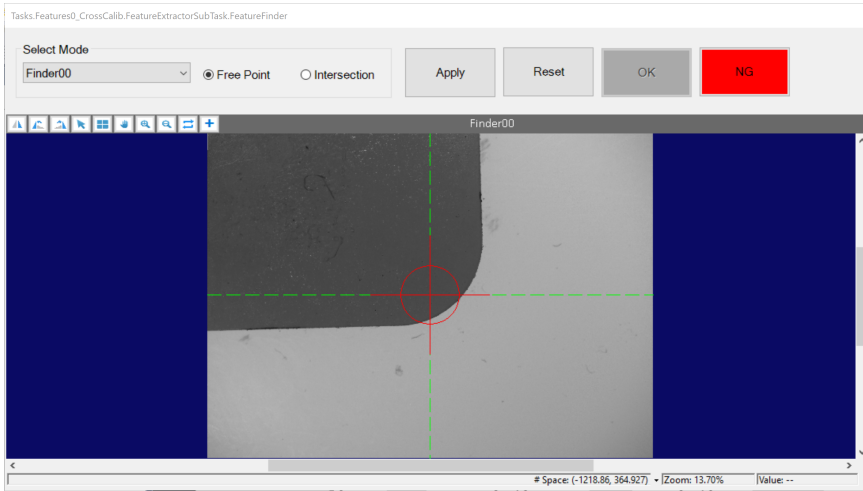 Tasks.Features0_CrossCalib.FeatureExtractorSubTask.FeatureFinder
Select Mode
Finder00 Free Point Intersection Apply Reset OK NG
Finder00
# Space: (-1218.86, 364.927) Zoom: 13.70% Value: --